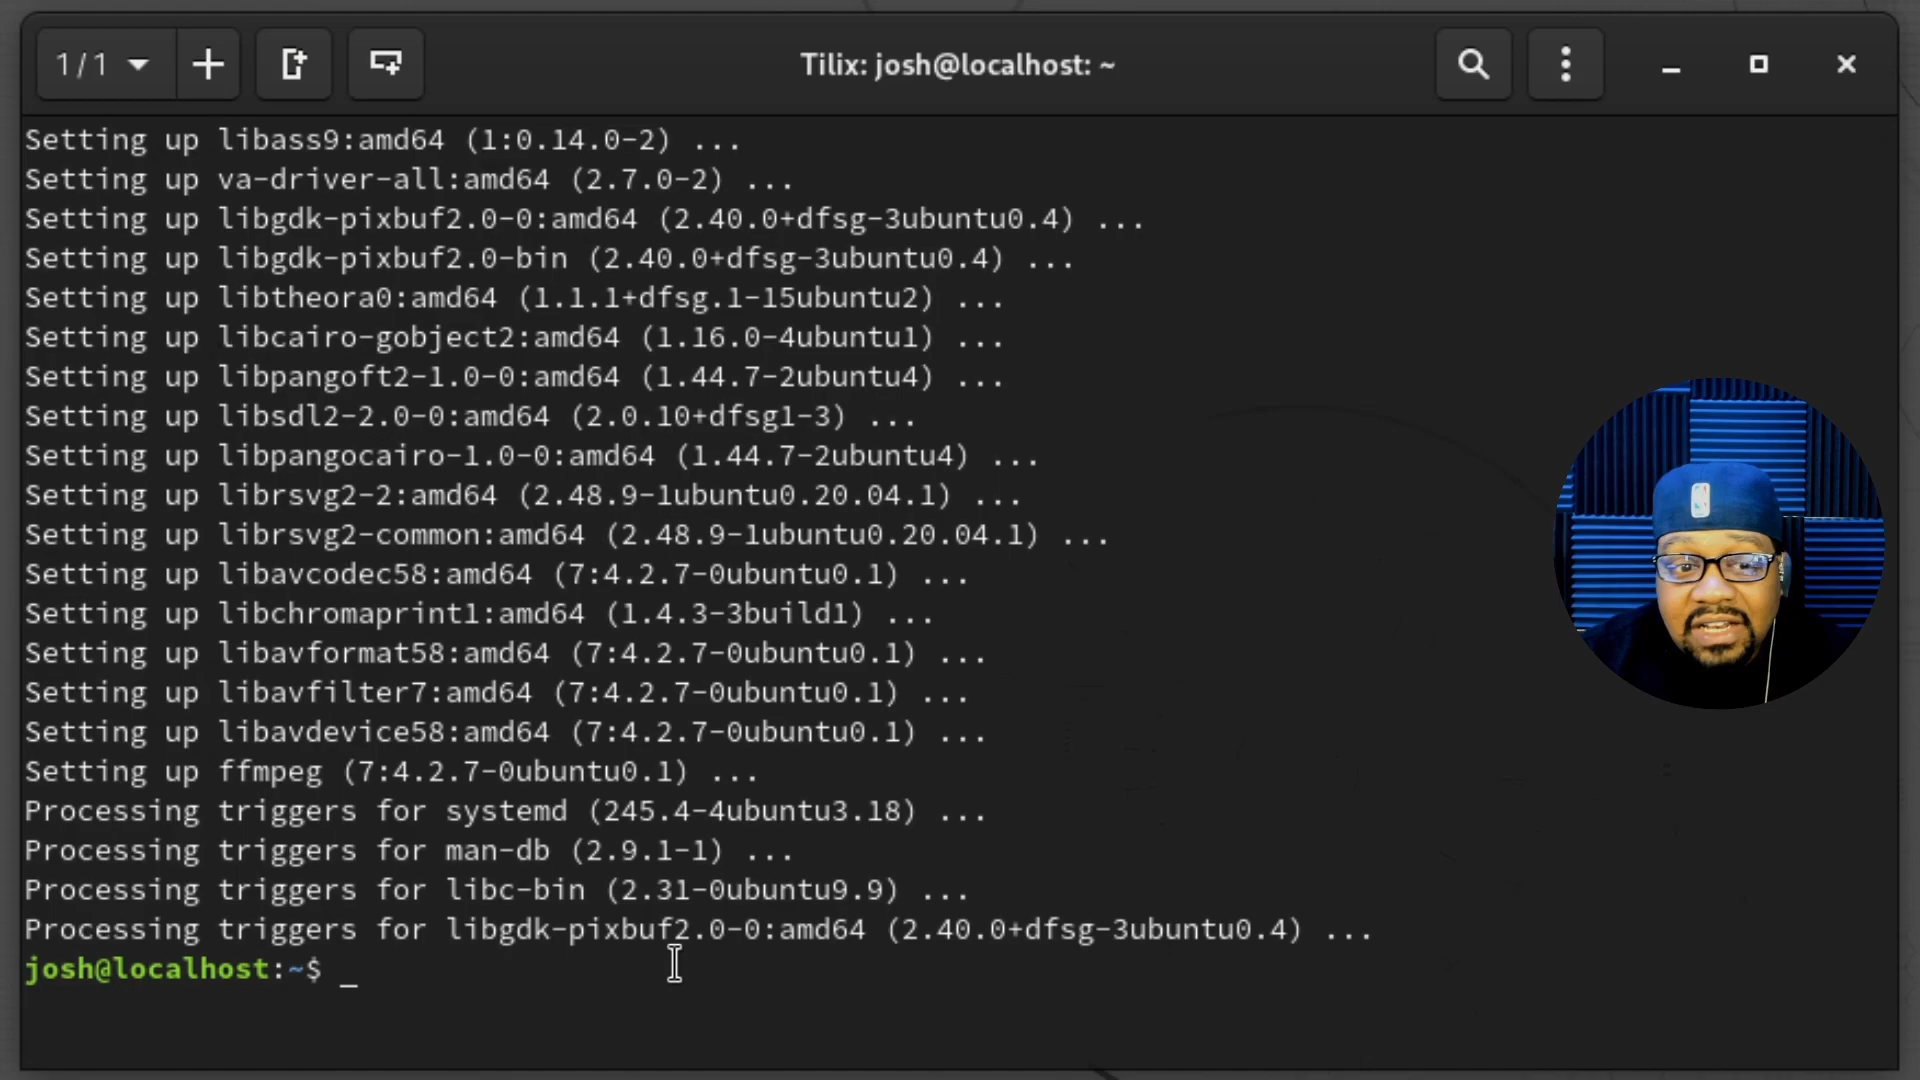 1 / 1
Tilix: josh@localhost: ~
Setting up libass9:amd64 (1:0.14.0-2) ...
Setting up va-driver-all:amd64 (2.7.0-2) ...
Setting up libgdk-pixbuf2.0-0:amd64 (2.40.0+dfsg-3ubuntu0.4) ...
Setting up libgdk-pixbuf2.0-bin (2.40.0+dfsg-3ubuntu0.4) ...
Setting up libtheora0:amd64 (1.1.1+dfsg.1-15ubuntu2) ...
Setting up libcairo-gobject2:amd64 (1.16.0-4ubuntu1) ...
Setting up libpangoft2-1.0-0:amd64 (1.44.7-2ubuntu4) ...
Setting up libsdl2-2.0-0:amd64 (2.0.10+dfsg1-3) ...
Setting up libpangocairo-1.0-0:amd64 (1.44.7-2ubuntu4) ...
Setting up librsvg2-2:amd64 (2.48.9-1ubuntu0.20.04.1) ...
Setting up librsvg2-common:amd64 (2.48.9-1ubuntu0.20.04.1) ...
Setting up libavcodec58:amd64 (7:4.2.7-0ubuntu0.1) ...
Setting up libchromaprint1:amd64 (1.4.3-3build1) ...
Setting up libavformat58:amd64 (7:4.2.7-0ubuntu0.1) ...
Setting up libavfilter7:amd64 (7:4.2.7-0ubuntu0.1) ...
Setting up libavdevice58:amd64 (7:4.2.7-0ubuntu0.1) ...
Setting up ffmpeg (7:4.2.7-0ubuntu0.1) ...
Processing triggers for systemd (245.4-4ubuntu3.18) ...
Processing triggers for man-db (2.9.1-1) ...
Processing triggers for libc-bin (2.31-0ubuntu9.9) ...
Processing triggers for libgdk-pixbuf2.0-0:amd64 (2.40.0+dfsg-3ubuntu0.4) ...
josh@localhost:~$ _